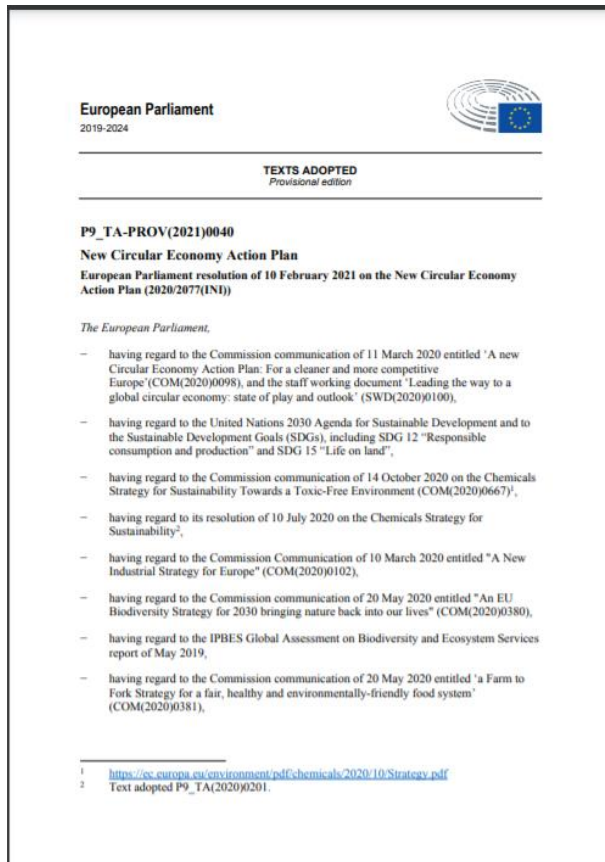 European Parliament
2019-2024
TEXTS ADOPTED
Provisional edition
P9_TA-PROV(2021)0040
New Circular Economy Action Plan
European Parliament resolution of 10 February 2021 on the New Circular Economy
Action Plan (2020/2077(INI))
The European Parliament,
– having regard to the Commission communication of 11 March 2020 entitled ‘A new
Circular Economy Action Plan: For a cleaner and more competitive
Europe’(COM(2020)0098), and the staff working document ‘Leading the way to a
global circular economy: state of play and outlook’ (SWD(2020)0100),
– having regard to the United Nations 2030 Agenda for Sustainable Development and to
the Sustainable Development Goals (SDGs), including SDG 12 “Responsible
consumption and production” and SDG 15 “Life on land”,
– having regard to the Commission communication of 14 October 2020 on the Chemicals
Strategy for Sustainability Towards a Toxic-Free Environment (COM(2020)0667)¹,
– having regard to its resolution of 10 July 2020 on the Chemicals Strategy for
Sustainability²,
– having regard to the Commission Communication of 10 March 2020 entitled "A New
Industrial Strategy for Europe" (COM(2020)0102),
– having regard to the Commission communication of 20 May 2020 entitled "An EU
Biodiversity Strategy for 2030 bringing nature back into our lives" (COM(2020)0380),
– having regard to the IPBES Global Assessment on Biodiversity and Ecosystem Services
report of May 2019,
– having regard to the Commission communication of 20 May 2020 entitled ‘a Farm to
Fork Strategy for a fair, healthy and environmentally-friendly food system’
(COM(2020)0381),
1 https://ec.europa.eu/environment/pdf/chemicals/2020/10/Strategy.pdf
2 Text adopted P9_TA(2020)0201.